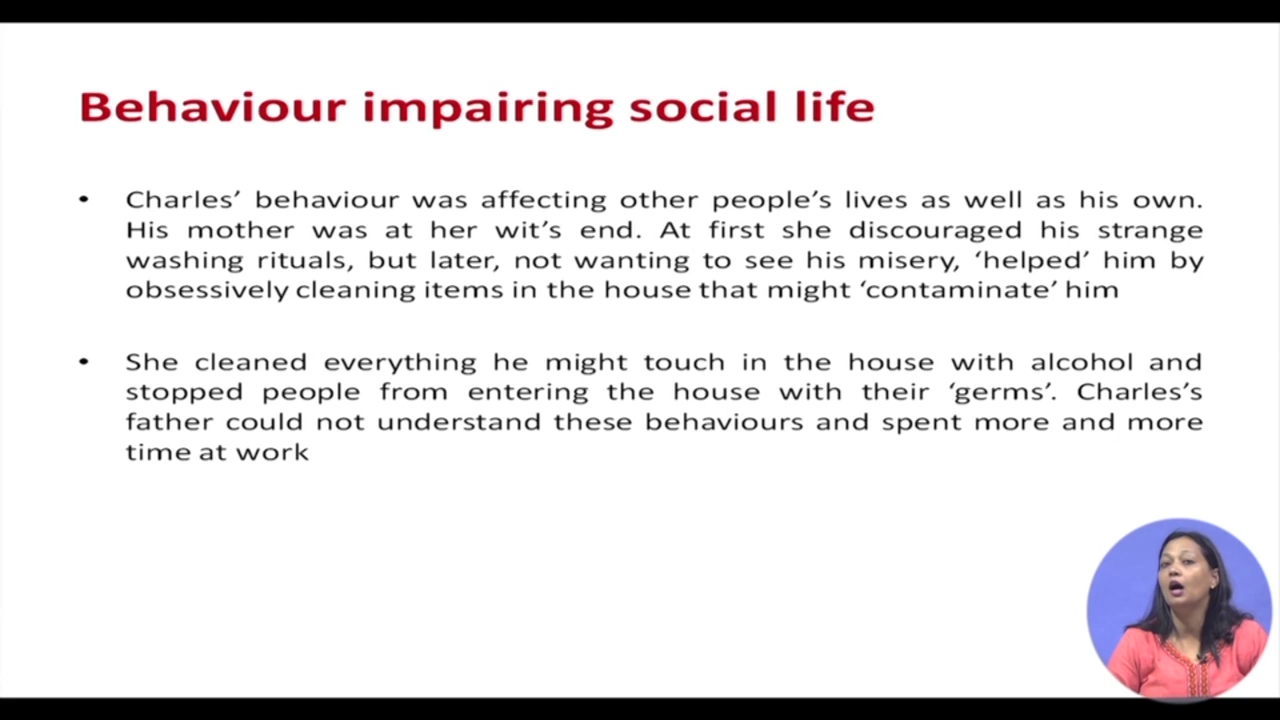 Behaviour impairing social life
• Charles’ behaviour was affecting other people’s lives as well as his own.
His mother was at her wit’s end. At first she discouraged his strange
washing rituals, but later, not wanting to see his misery, ‘helped’ him by
obsessively cleaning items in the house that might ‘contaminate’ him
• She cleaned everything he might touch in the house with alcohol and
stopped people from entering the house with their ‘germs’. Charles’s
father could not understand these behaviours and spent more and more
time at work